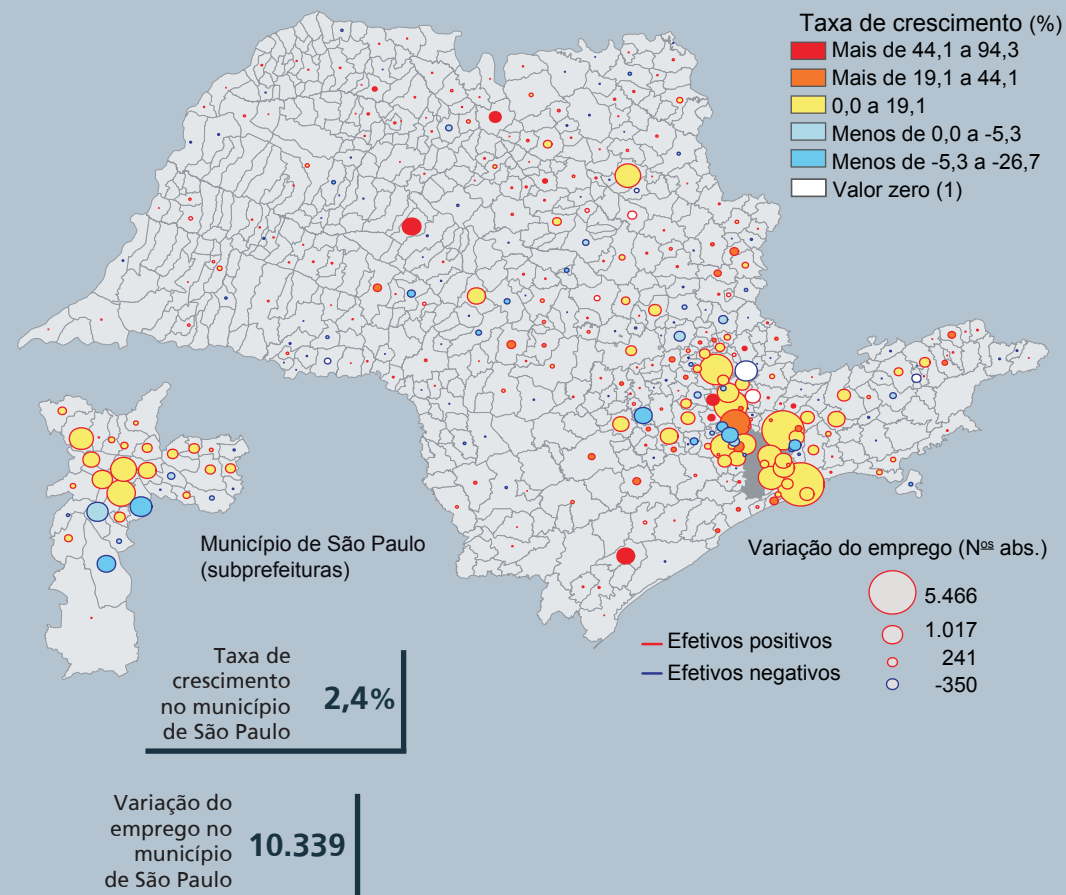 Taxa de crescimento (%)
Mais de 44,1 a 94,3
Mais de 19,1 a 44,1
0,0 a 19,1
Menos de 0,0 a -5,3
Menos de -5,3 a -26,7
Valor zero (1)
Município de São Paulo
(subprefeituras)
Variação do emprego (Nºs abs.)
5.466
1.017
241
-350
Efetivos positivos
Efetivos negativos
Taxa de
crescimento
no município
de São Paulo
2,4%
Variação do
emprego no
município
de São Paulo
10.339